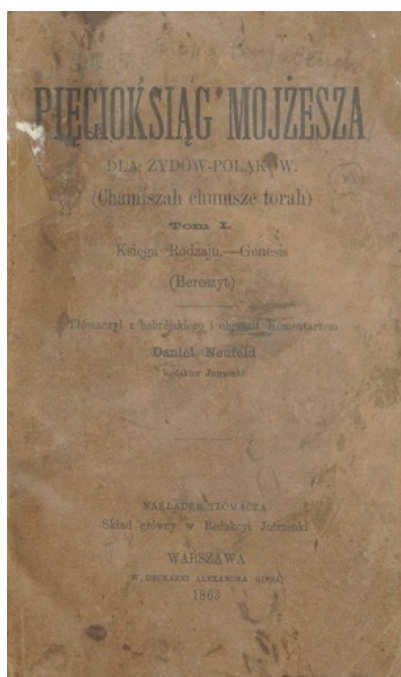 PIĘCIOKSIĄG MOJŻESZA
DLA ŻYDÓW-POLAKÓW.
(Chamiszah chumsze torah)
Tom I.
Księga Rodzaju.—Genesis
(Bereszyt)
Tłómaczył z hebrejskiego i objaśnił Komentarzem
Daniel Neufeld
Redaktor Jutrzenki
NAKŁADEM TŁÓMACZA
Skład główny w Redakcyi Jutrzenki
WARSZAWA
W DRUKARNI ALEXANDRA GINSA,
1863